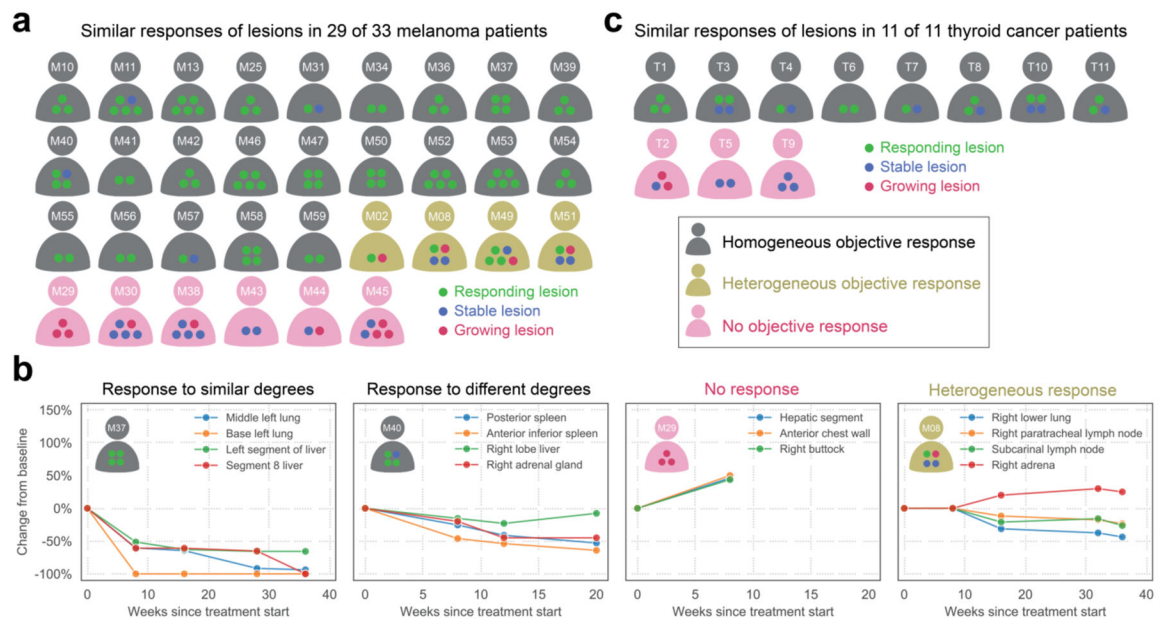 a
Similar responses of lesions in 29 of 33 melanoma patients
M10 M11 M13 M25 M31 M34 M36 M37 M39
M40 M41 M42 M46 M47 M50 M52 M53 M54
M55 M56 M57 M58 M59 M02 M08 M49 M51
M29 M30 M38 M43 M44 M45
Responding lesion
Stable lesion
Growing lesion
c
Similar responses of lesions in 11 of 11 thyroid cancer patients
T1 T3 T4 T6 T7 T8 T10 T11
T2 T5 T9
Responding lesion
Stable lesion
Growing lesion
Homogeneous objective response
Heterogeneous objective response
No objective response
b
Response to similar degrees
Change from baseline
150%
100%
50%
0%
-50%
-100%
M37
Middle left lung
Base left lung
Left segment of liver
Segment 8 liver
0 10 20 30 40
Weeks since treatment start
Response to different degrees
M40
Posterior spleen
Anterior inferior spleen
Right lobe liver
Right adrenal gland
0 5 10 15 20
Weeks since treatment start
No response
M29
Hepatic segment
Anterior chest wall
Right buttock
0 5 10 15 20
Weeks since treatment start
Heterogeneous response
M08
Right lower lung
Right paratracheal lymph node
Subcarinal lymph node
Right adrena
0 10 20 30 40
Weeks since treatment start